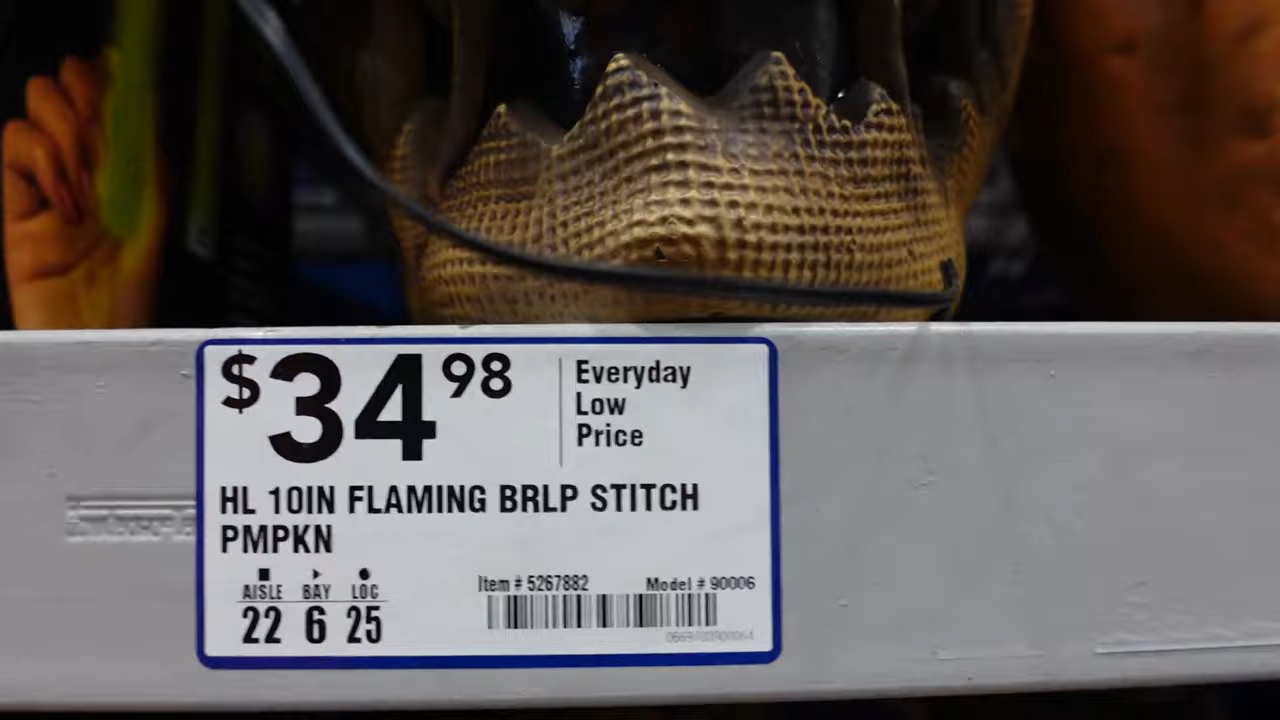 $34 98
Everyday
Low
Price
HL 10IN FLAMING BRLP STITCH
PMPKN
AISLE BAY LOC
22 6 25
Item # 5267882 Model # 90006